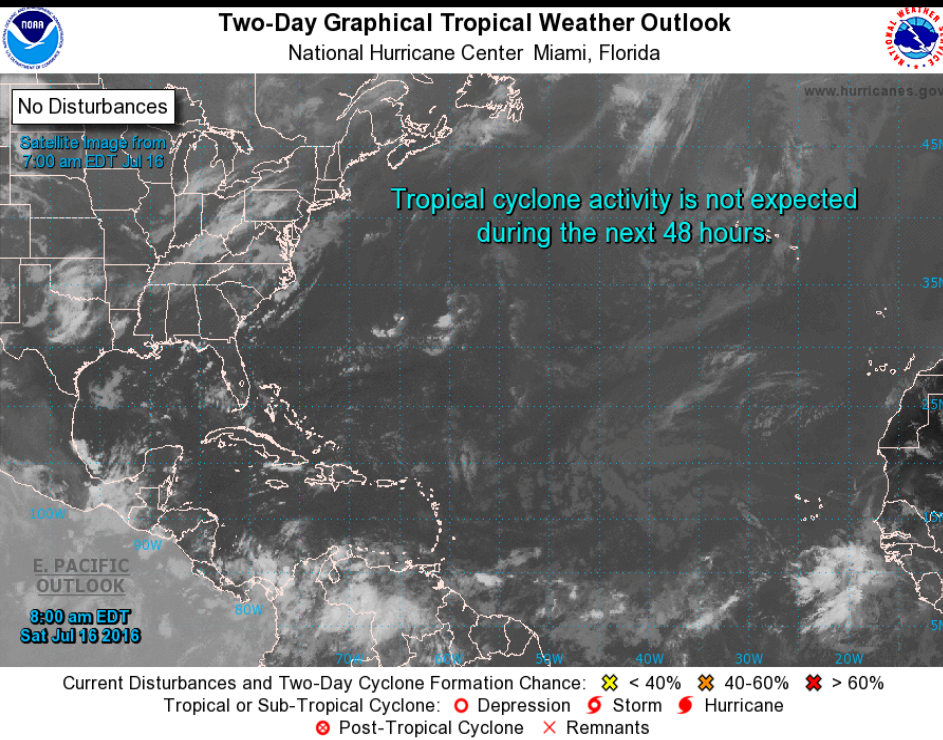 Two-Day Graphical Tropical Weather Outlook
National Hurricane Center Miami, Florida
NOAA
No Disturbances
www.hurricanes.gov
Satellite Image from
7:00 am EDT Jul 16
45N
Tropical cyclone activity is not expected
during the next 48 hours.
35N
25N
100W
15N
90W
E. PACIFIC
OUTLOOK
8:00 am EDT
Sat Jul 16 2016
80W
5N
70W 60W 50W 40W 30W 20W
Current Disturbances and Two-Day Cyclone Formation Chance: < 40% 40-60% > 60%
Tropical or Sub-Tropical Cyclone: Depression Storm Hurricane
Post-Tropical Cyclone Remnants